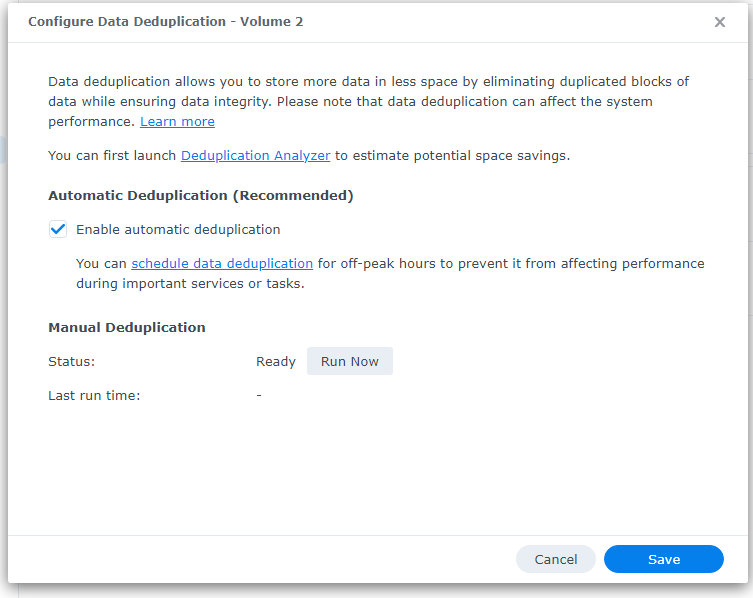 Configure Data Deduplication - Volume 2
Data deduplication allows you to store more data in less space by eliminating duplicated blocks of
data while ensuring data integrity. Please note that data deduplication can affect the system
performance. Learn more
You can first launch Deduplication Analyzer to estimate potential space savings.
Automatic Deduplication (Recommended)
Enable automatic deduplication
You can schedule data deduplication for off-peak hours to prevent it from affecting performance
during important services or tasks.
Manual Deduplication
Status: Ready Run Now
Last run time: -
Cancel Save